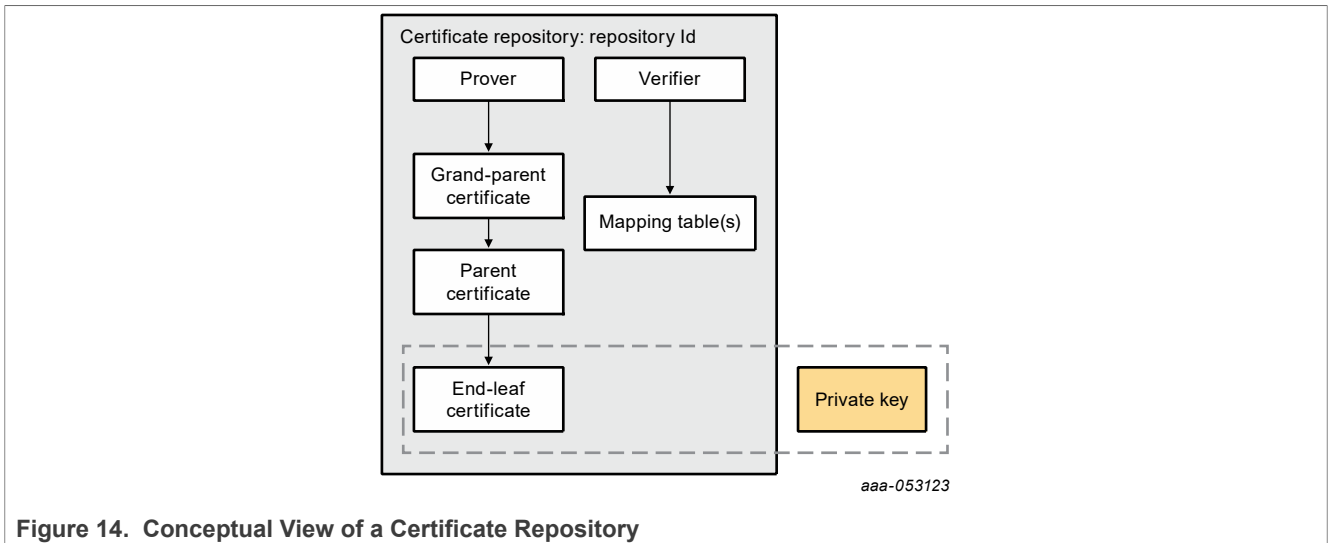 Certificate repository: repository Id
Prover
Verifier
Grand-parent
certificate
Mapping table(s)
Parent
certificate
End-leaf
certificate
Private key
aaa-053123
Figure 14. Conceptual View of a Certificate Repository